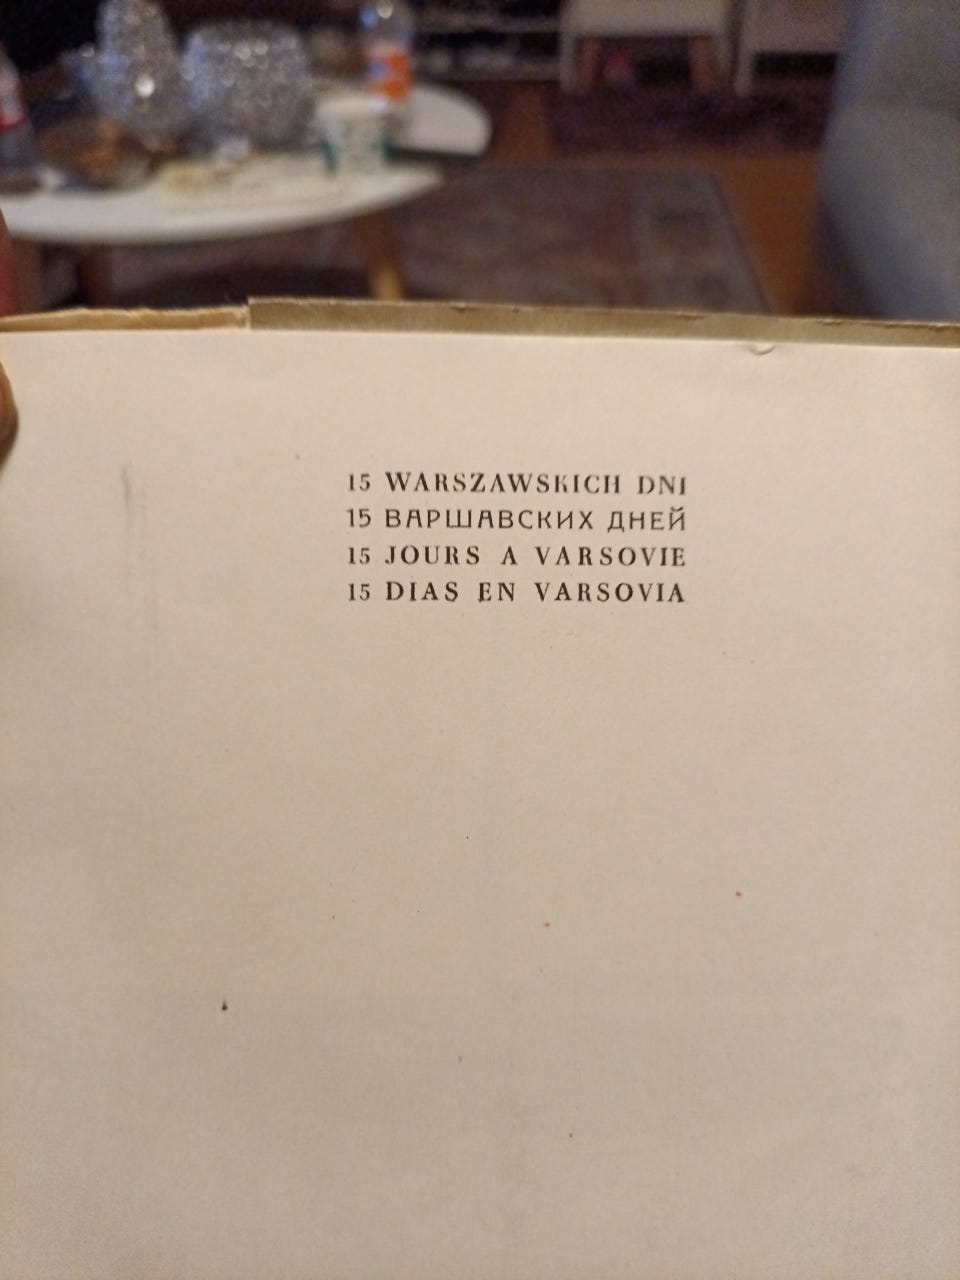 15 WARSZAWSKICH DNI
15 ВАРШАВСКИХ ДНЕЙ
15 JOURS A VARSOVIE
15 DIAS EN VARSOVIA